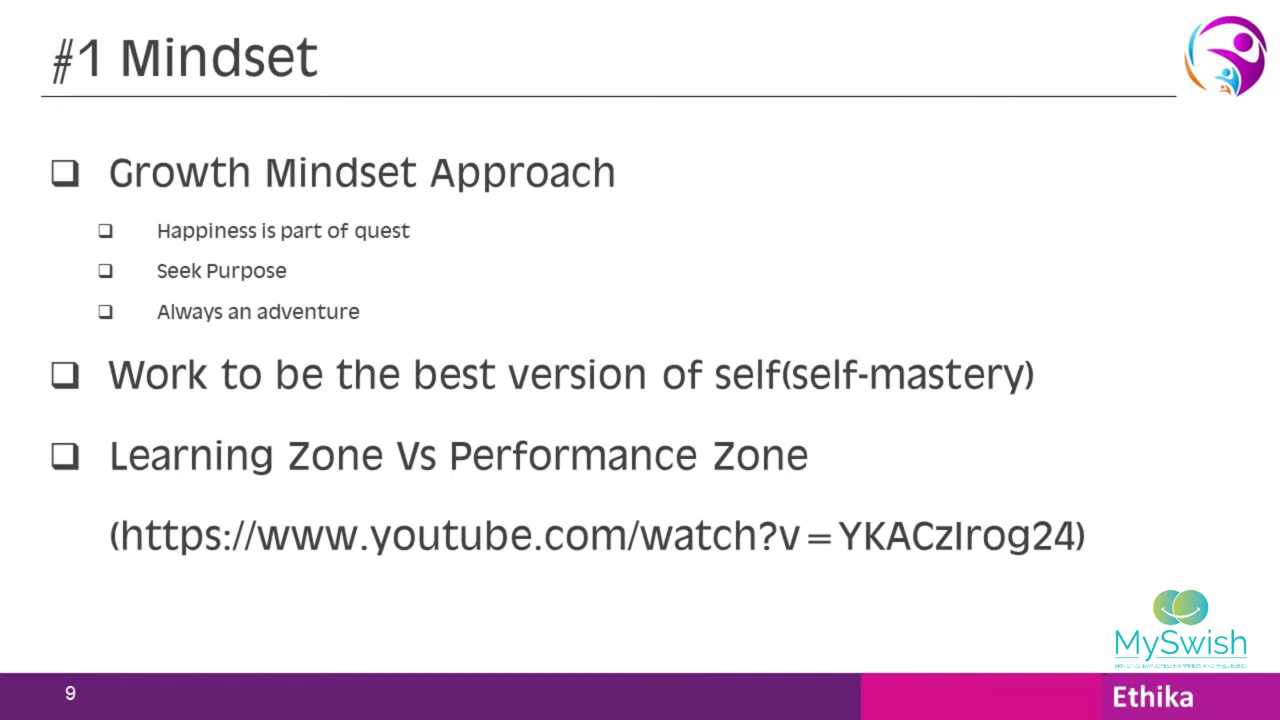 #1 Mindset
❑ Growth Mindset Approach
❑ Happiness is part of quest
❑ Seek Purpose
❑ Always an adventure
❑ Work to be the best version of self(self-mastery)
❑ Learning Zone Vs Performance Zone
(https://www.youtube.com/watch?v=YKACzIrog24)
MySwish
9
Ethika